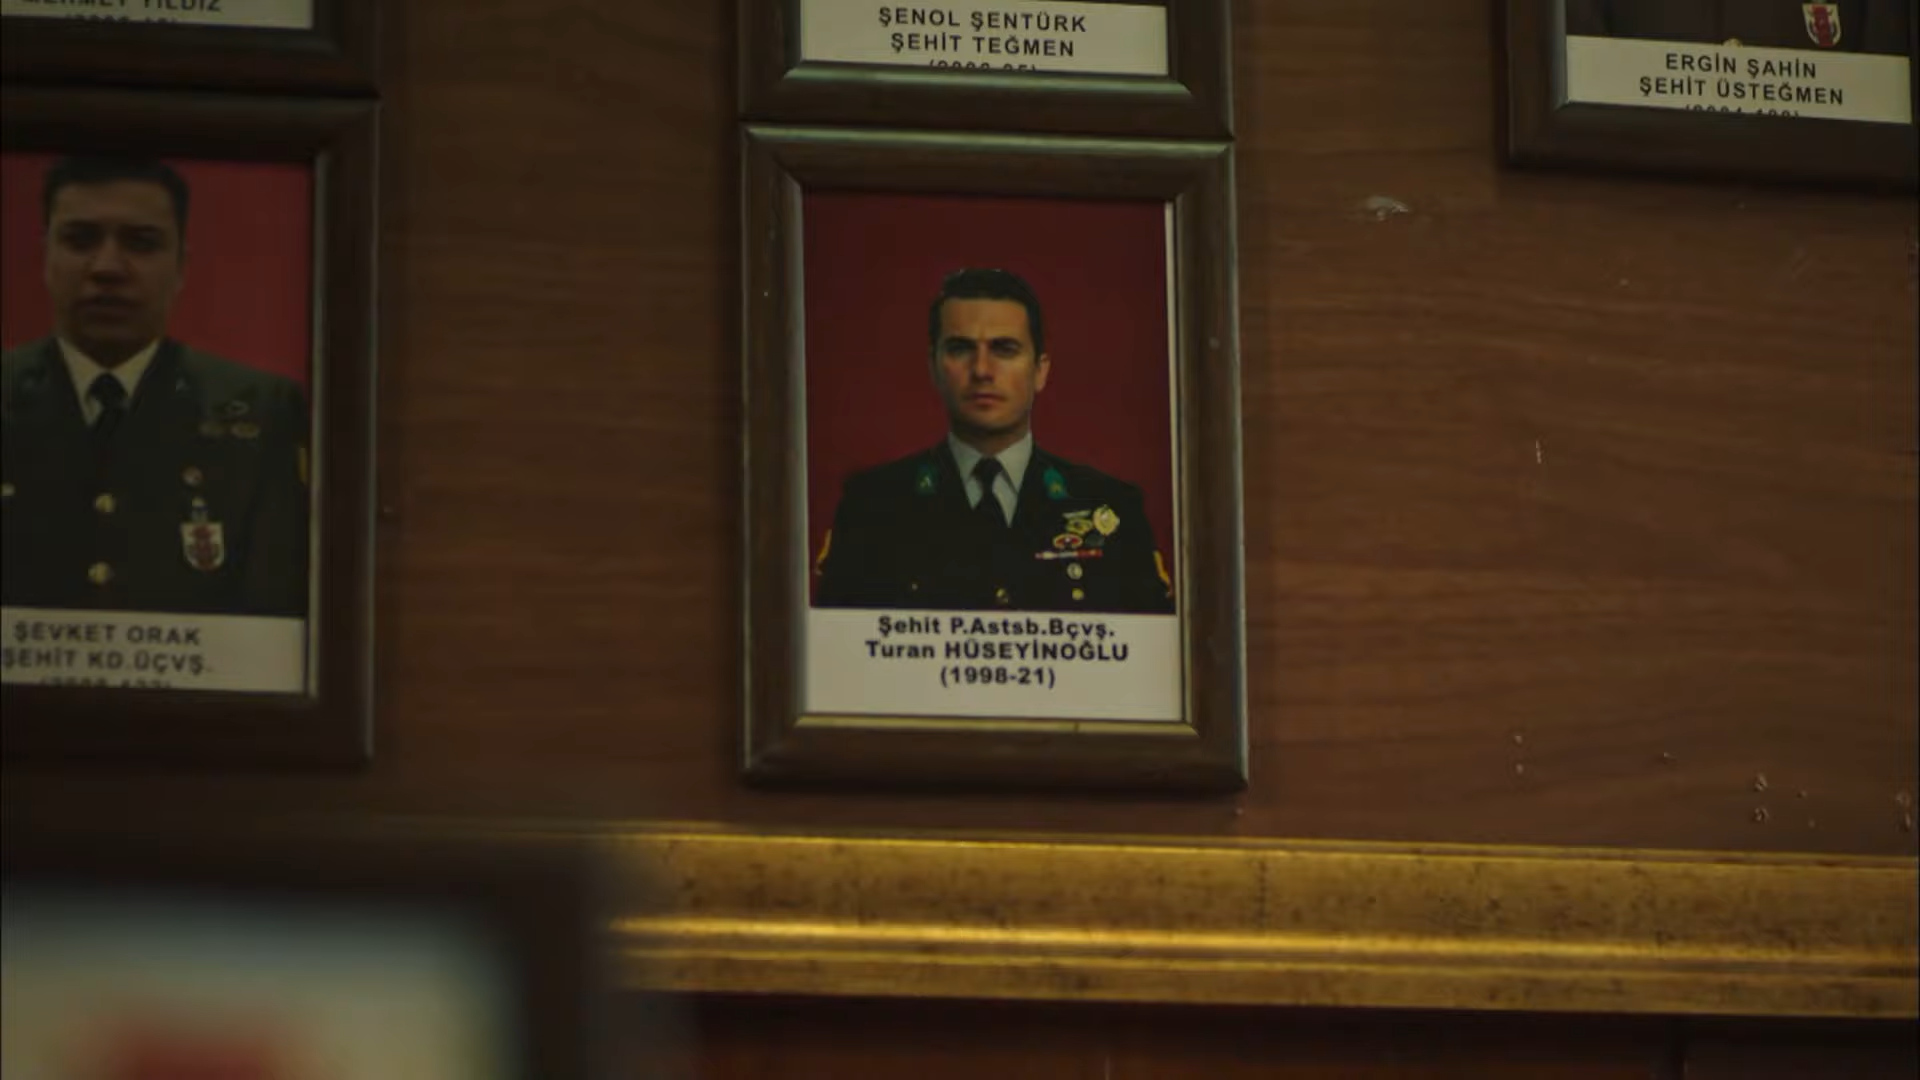 YILDIZ
ŞENOL ŞENTÜRK
ŞEHİT TEĞMEN
ERGİN ŞAHİN
ŞEHİT ÜSTEĞMEN
ŞEVKET ORAK
ŞEHİT KD.ÜÇVŞ.
Şehit P.Astsb.Bçvş.
Turan HÜSEYİNOĞLU
(1998-21)